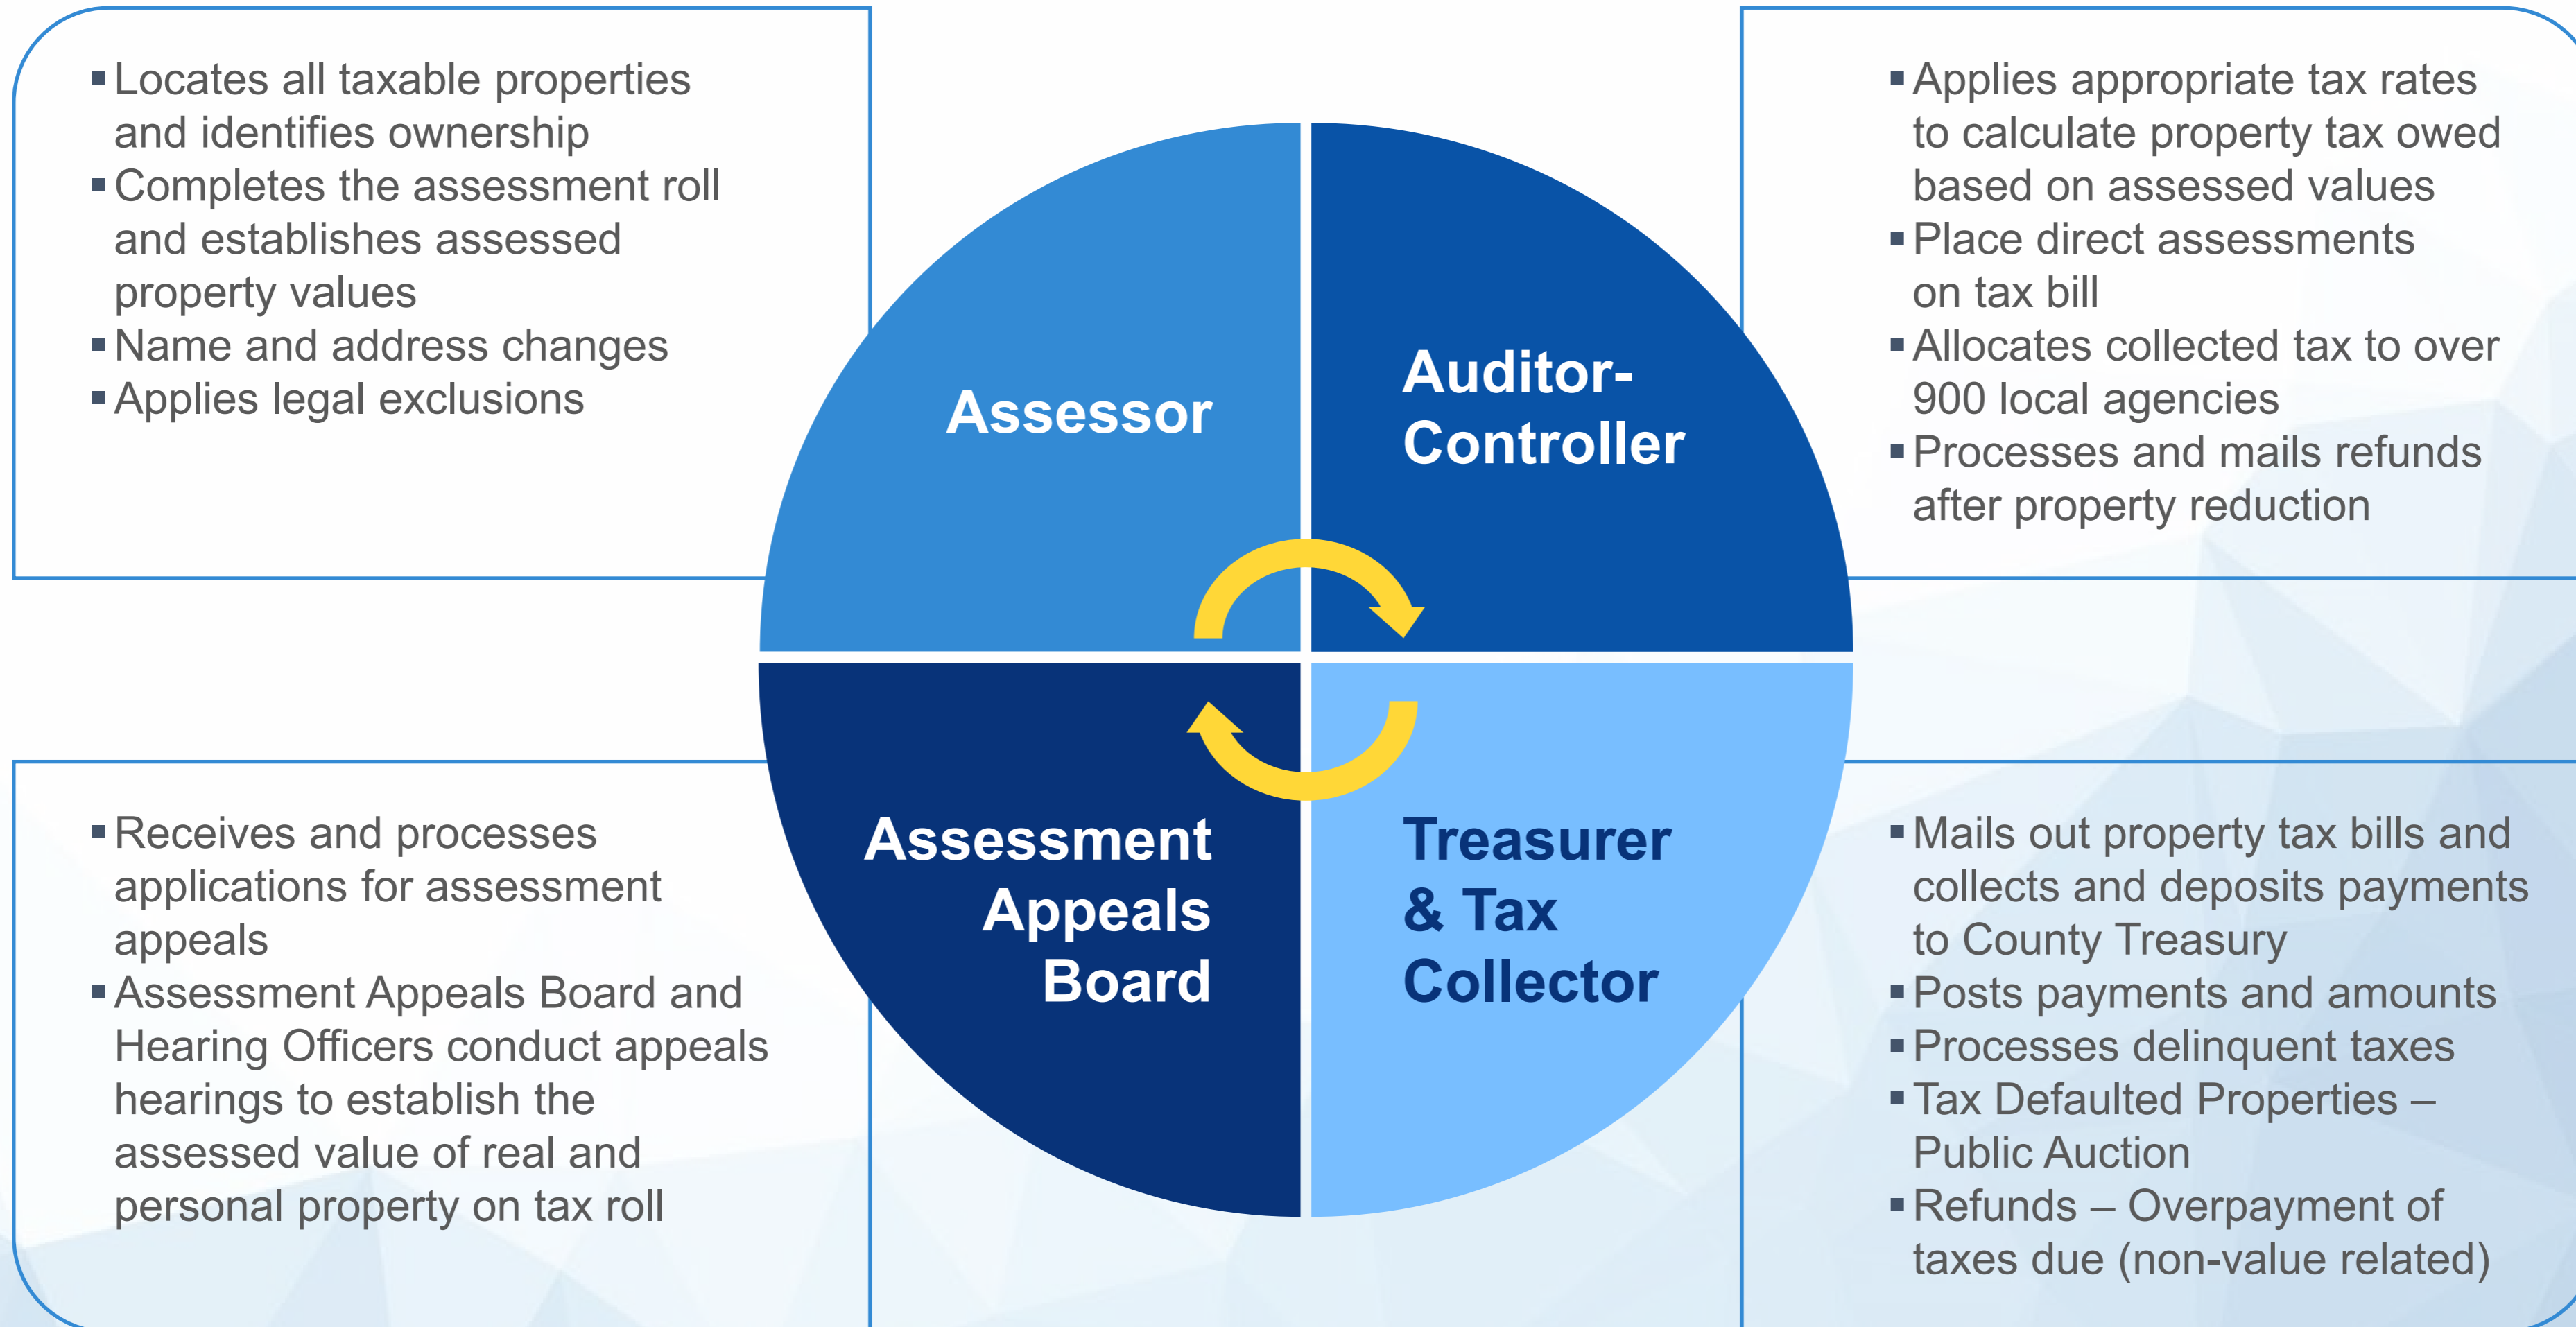 ▪Locates all taxable properties
and identifies ownership
▪Completes the assessment roll
and establishes assessed
property values
▪Name and address changes
▪Applies legal exclusions
Assessor
Auditor-
Controller
▪Applies appropriate tax rates
to calculate property tax owed
based on assessed values
▪Place direct assessments
on tax bill
▪Allocates collected tax to over
900 local agencies
▪Processes and mails refunds
after property reduction
▪Receives and processes
applications for assessment
appeals
▪Assessment Appeals Board and
Hearing Officers conduct appeals
hearings to establish the
assessed value of real and
personal property on tax roll
Assessment
Appeals
Board
Treasurer
& Tax
Collector
▪Mails out property tax bills and
collects and deposits payments
to County Treasury
▪Posts payments and amounts
▪Processes delinquent taxes
▪Tax Defaulted Properties –
Public Auction
▪Refunds – Overpayment of
taxes due (non-value related)